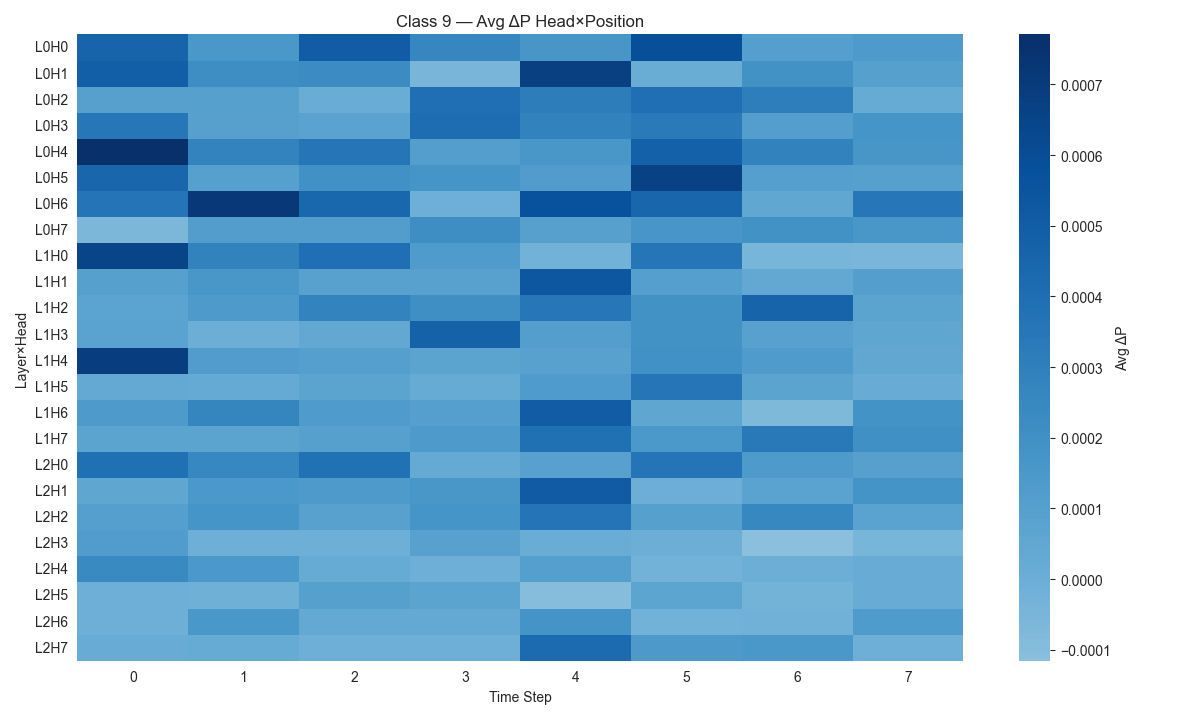 Class 9 — Avg ΔP Head×Position
L0H0
L0H1
L0H2
L0H3
L0H4
L0H5
L0H6
L0H7
L1H0
L1H1
L1H2
L1H3
L1H4
L1H5
L1H6
L1H7
L2H0
L2H1
L2H2
L2H3
L2H4
L2H5
L2H6
L2H7
Layer×Head
0 1 2 3 4 5 6 7
Time Step
0.0007
0.0006
0.0005
0.0004
0.0003
0.0002
0.0001
0.0000
−0.0001
Avg ΔP